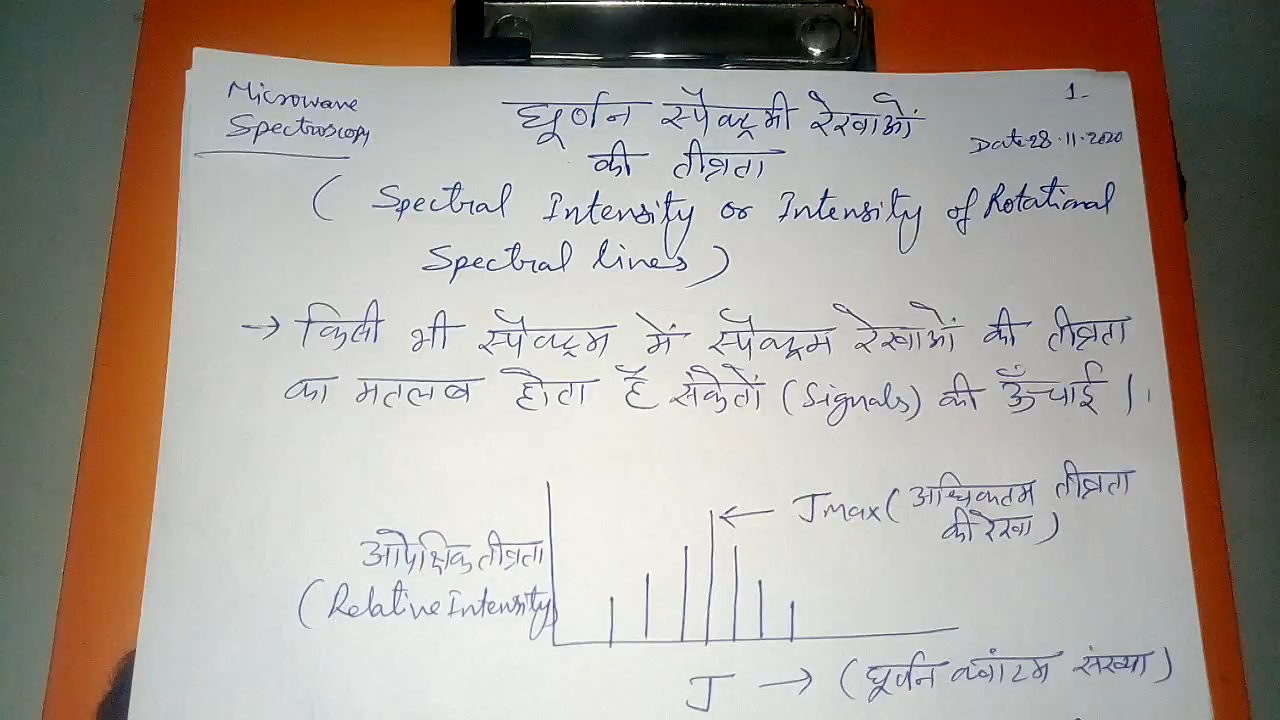 Microwave
Spectroscopy
1.
घूर्णन स्पैक्ट्रमी रेखाओं
Date 28.11.2020
की तीव्रता
( Spectral Intensity or Intensity of Rotational
Spectral lines )
→ किसी भी स्पैक्ट्रम में स्पैक्ट्रम रेखाओं की तीव्रता
का मतलब होता है संकेतों (Signals) की ऊँचाई ।
← Jmax ( अधिकतम तीव्रता
की रेखा )
आपेक्षिक तीव्रता
( Relative Intensity
J → ( घूर्णन क्वांटम संख्या )